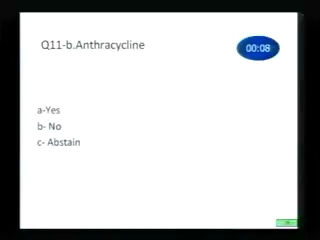 Q11-b.Anthracycline
00:08
a-Yes
b- No
c- Abstain